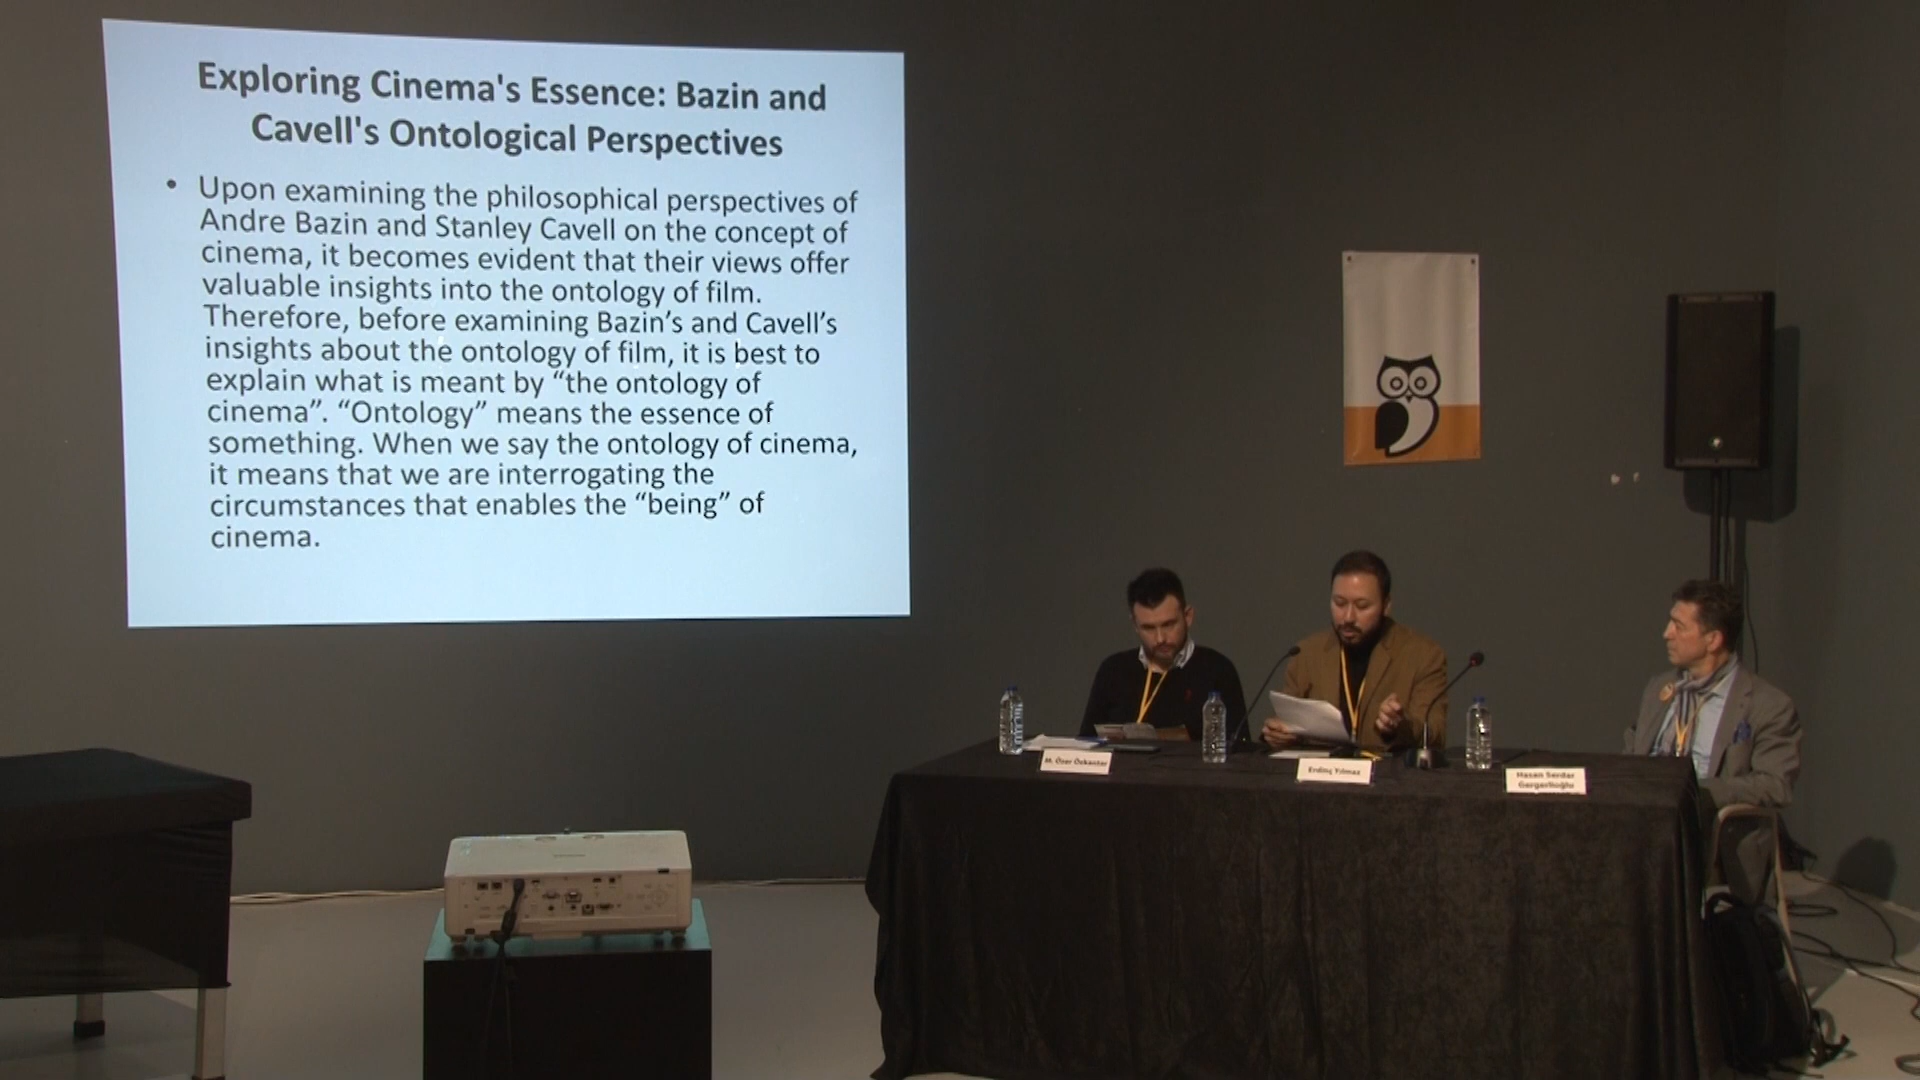 Exploring Cinema's Essence: Bazin and
Cavell's Ontological Perspectives
• Upon examining the philosophical perspectives of
Andre Bazin and Stanley Cavell on the concept of
cinema, it becomes evident that their views offer
valuable insights into the ontology of film.
Therefore, before examining Bazin’s and Cavell’s
insights about the ontology of film, it is best to
explain what is meant by “the ontology of
cinema”. “Ontology” means the essence of
something. When we say the ontology of cinema,
it means that we are interrogating the
circumstances that enables the “being” of
cinema.
M. Özer Özkantar
Erdinç Yılmaz
Hasan Serdar
Gergerlioğlu